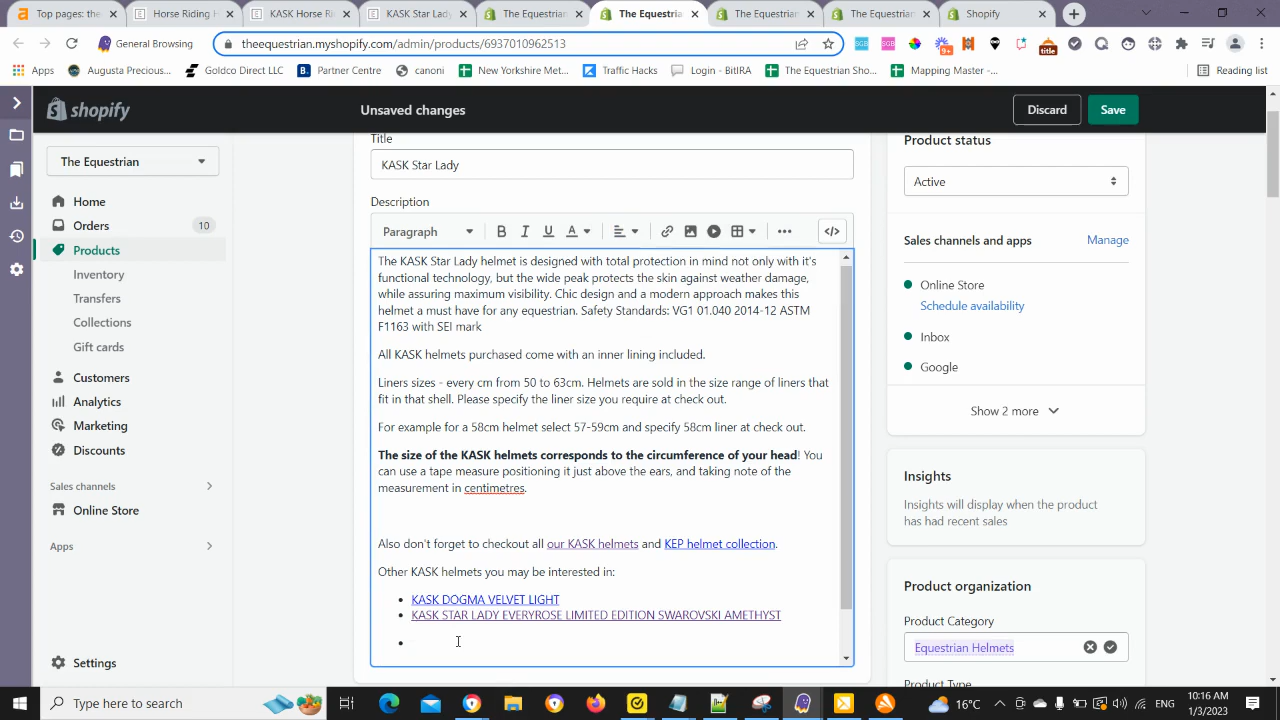 Top pages: the
Horse Riding H
KASK Horse Ri
KASK Star Lady
The Equestrian
The Equestrian
The Equestrian
The Equestrian
Shopify
General Browsing
theequestrian.myshopify.com/admin/products/6937010962513
Apps
Augusta Precious...
Goldco Direct LLC
Partner Centre
canoni
New Yorkshire Met...
Traffic Hacks
Login - BitIRA
The Equestrian Sho...
Mapping Master -...
Reading list
shopify
Unsaved changes
Discard
Save
The Equestrian
Home
Orders
10
Products
Inventory
Transfers
Collections
Gift cards
Customers
Analytics
Marketing
Discounts
Sales channels
Online Store
Apps
Settings
Title
KASK Star Lady
Description
Paragraph
The KASK Star Lady helmet is designed with total protection in mind not only with it's
functional technology, but the wide peak protects the skin against weather damage,
while assuring maximum visibility. Chic design and a modern approach makes this
helmet a must have for any equestrian. Safety Standards: VG1 01.040 2014-12 ASTM
F1163 with SEI mark
All KASK helmets purchased come with an inner lining included.
Liners sizes - every cm from 50 to 63cm. Helmets are sold in the size range of liners that
fit in that shell. Please specify the liner size you require at check out.
For example for a 58cm helmet select 57-59cm and specify 58cm liner at check out.
The size of the KASK helmets corresponds to the circumference of your head! You
can use a tape measure positioning it just above the ears, and taking note of the
measurement in centimetres.
Also don't forget to checkout all our KASK helmets and KEP helmet collection.
Other KASK helmets you may be interested in:
• KASK DOGMA VELVET LIGHT
• KASK STAR LADY EVERYROSE LIMITED EDITION SWAROVSKI AMETHYST
•
Product status
Active
Sales channels and apps
Manage
Online Store
Schedule availability
Inbox
Google
Show 2 more
Insights
Insights will display when the product
has had recent sales
Product organization
Product Category
Equestrian Helmets
Product Type
Type here to search
16°C
ENG
10:16 AM
1/3/2023